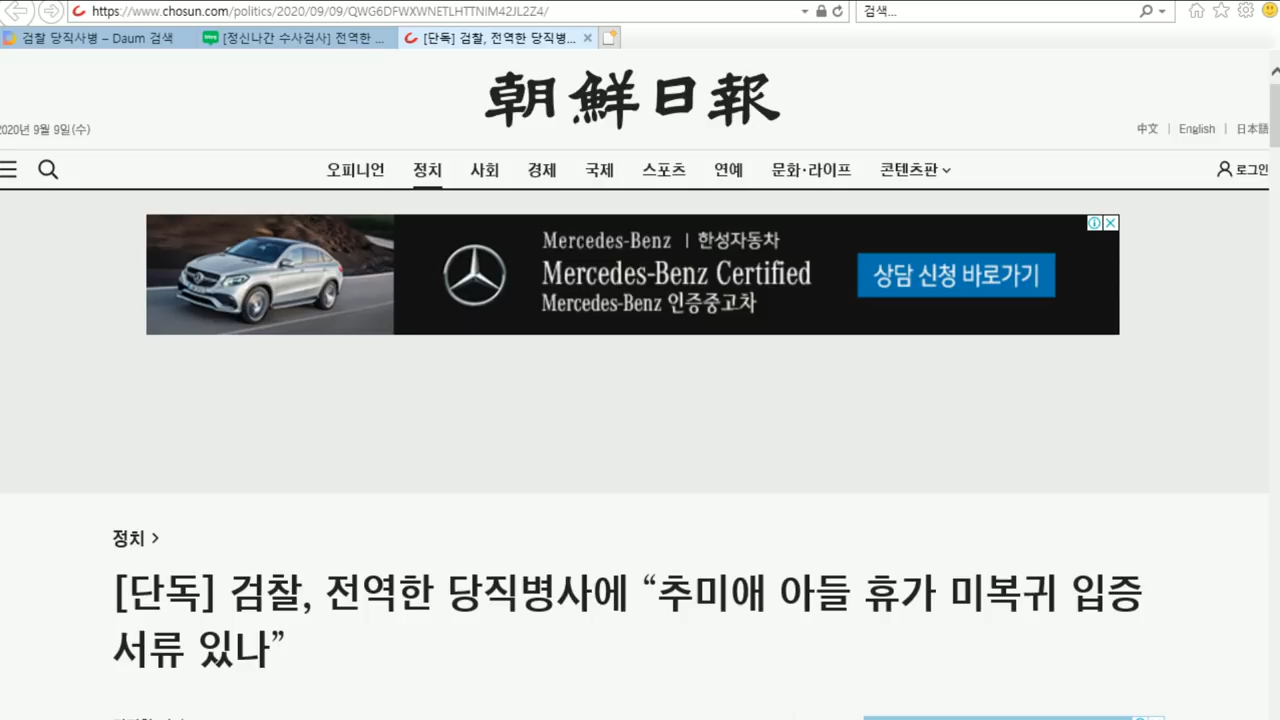 https://www.chosun.com/politics/2020/09/09/QWG6DFWXWNETLHTTNIM42JL2Z4/
검색...
검찰 당직사병 – Daum 검색
[정신나간 수사검사] 전역한 ...
[단독] 검찰, 전역한 당직병...
朝鮮日報
2020년 9월 9일(수)
中文 | English | 日本語
오피니언 정치 사회 경제 국제 스포츠 연예 문화·라이프 콘텐츠판
로그인
Mercedes-Benz | 한성자동차
Mercedes-Benz Certified
Mercedes-Benz 인증중고차
상담 신청 바로가기
정치 >
[단독] 검찰, 전역한 당직병사에 “추미애 아들 휴가 미복귀 입증
서류 있나”